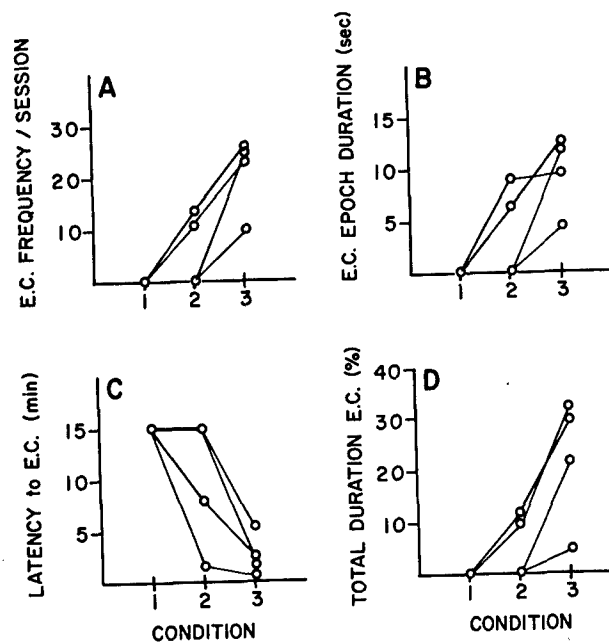 A
E.C. FREQUENCY / SESSION
30
20
10
1 2 3
B
E.C. EPOCH DURATION (sec)
15
10
5
1 2 3
C
LATENCY to E.C. (min)
15
10
5
1 2 3
CONDITION
D
TOTAL DURATION E.C. (%)
40
30
20
10
1 2 3
CONDITION